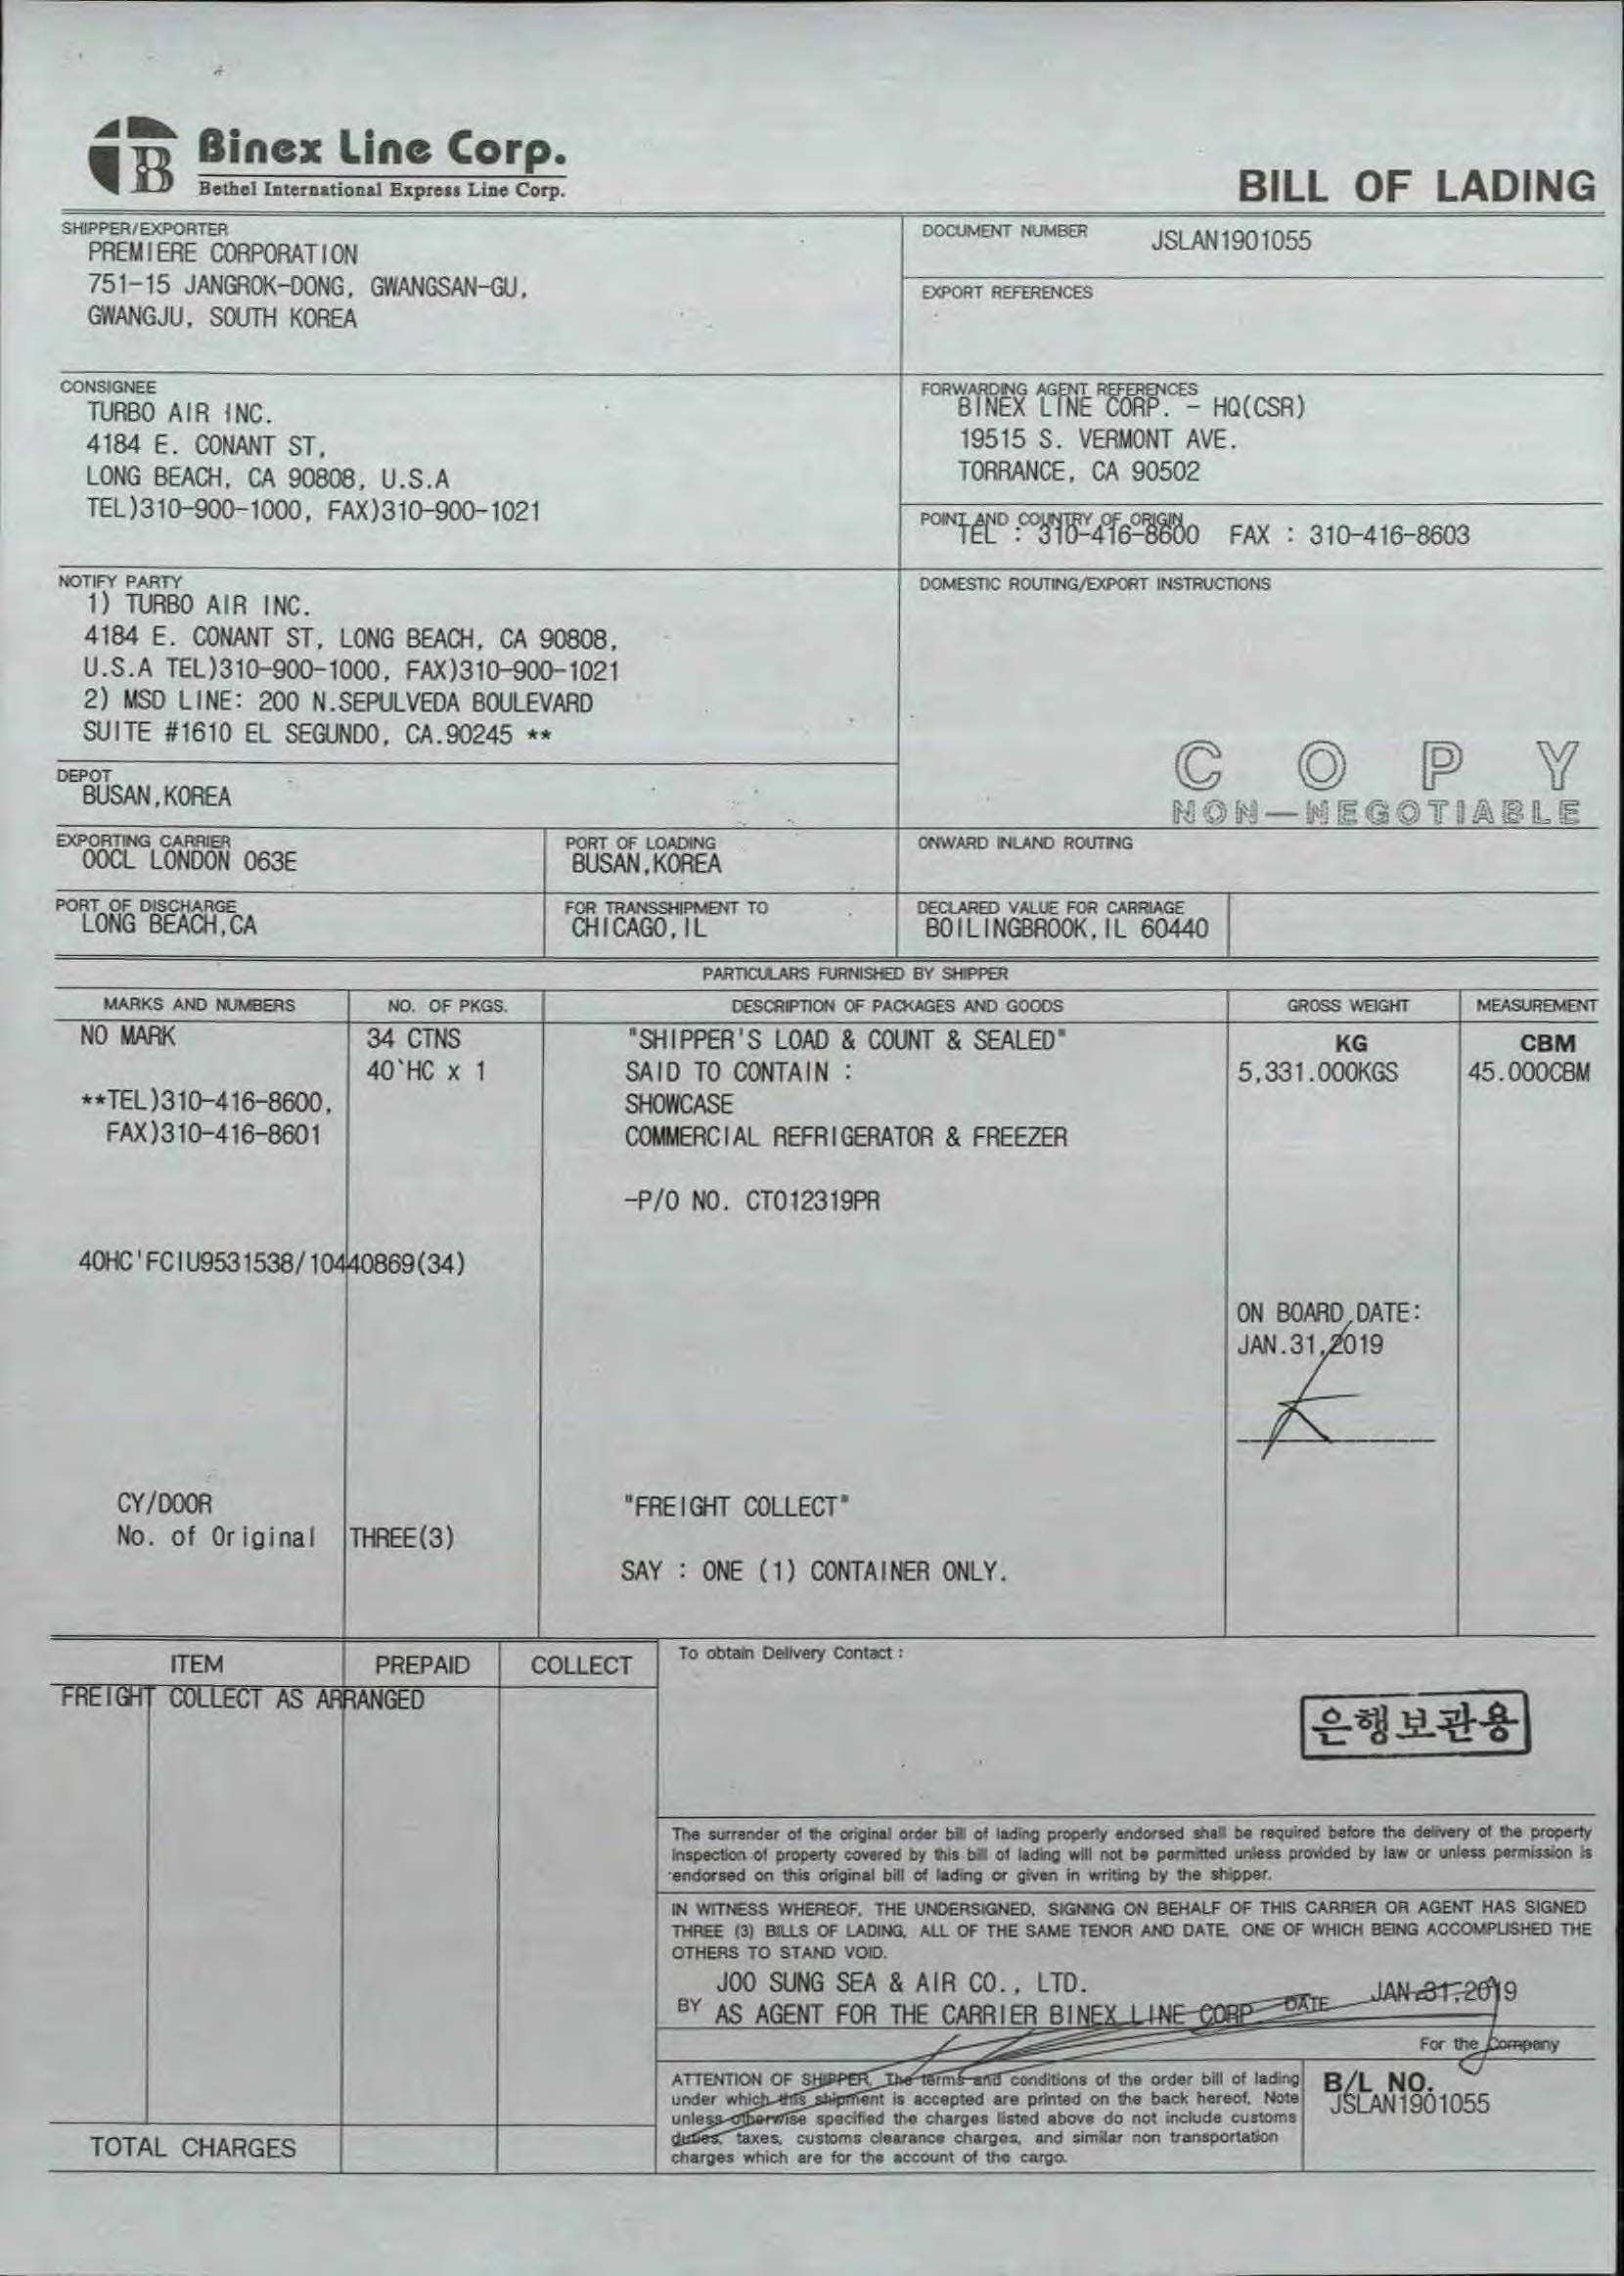 B
Binex Line Corp.
Bethel International Express Line Corp.
BILL OF LADING
SHIPPER/EXPORTER
PREMIERE CORPORATION
751-15 JANGROK-DONG, GWANGSAN-GU,
GWANGJU, SOUTH KOREA
DOCUMENT NUMBER JSLAN1901055
EXPORT REFERENCES
CONSIGNEE
TURBO AIR INC.
4184 E. CONANT ST,
LONG BEACH, CA 90808, U.S.A
TEL)310-900-1000, FAX)310-900-1021
FORWARDING AGENT REFERENCES
BINEX LINE CORP. - HQ(CSR)
19515 S. VERMONT AVE.
TORRANCE, CA 90502
POINT AND COUNTRY OF ORIGIN
TEL : 310-416-8600 FAX : 310-416-8603
NOTIFY PARTY
1) TURBO AIR INC.
4184 E. CONANT ST, LONG BEACH, CA 90808,
U.S.A TEL)310-900-1000, FAX)310-900-1021
2) MSD LINE: 200 N.SEPULVEDA BOULEVARD
SUITE #1610 EL SEGUNDO, CA.90245 **
DOMESTIC ROUTING/EXPORT INSTRUCTIONS
COPY
NON-NEGOTIABLE
DEPOT
BUSAN,KOREA
EXPORTING CARRIER
OOCL LONDON 063E
PORT OF LOADING
BUSAN,KOREA
ONWARD INLAND ROUTING
PORT OF DISCHARGE
LONG BEACH,CA
FOR TRANSSHIPMENT TO
CHICAGO,IL
DECLARED VALUE FOR CARRIAGE
BOILINGBROOK,IL 60440
PARTICULARS FURNISHED BY SHIPPER
MARKS AND NUMBERS NO. OF PKGS. DESCRIPTION OF PACKAGES AND GOODS GROSS WEIGHT MEASUREMENT
NO MARK 34 CTNS "SHIPPER'S LOAD & COUNT & SEALED" KG CBM
40`HC x 1 SAID TO CONTAIN : 5,331.000KGS 45.000CBM
**TEL)310-416-8600, SHOWCASE
FAX)310-416-8601 COMMERCIAL REFRIGERATOR & FREEZER
-P/O NO. CT012319PR
40HC'FCIU9531538/10440869(34)
ON BOARD DATE:
JAN.31,2019
CY/DOOR "FREIGHT COLLECT"
No. of Original THREE(3)
SAY : ONE (1) CONTAINER ONLY.
ITEM PREPAID COLLECT
FREIGHT COLLECT AS ARRANGED
TOTAL CHARGES
To obtain Delivery Contact :
은행보관용
The surrender of the original order bill of lading properly endorsed shall be required before the delivery of the property
Inspection of property covered by this bill of lading will not be permitted unless provided by law or unless permission is
endorsed on this original bill of lading or given in writing by the shipper.
IN WITNESS WHEREOF, THE UNDERSIGNED, SIGNING ON BEHALF OF THIS CARRIER OR AGENT HAS SIGNED
THREE (3) BILLS OF LADING, ALL OF THE SAME TENOR AND DATE, ONE OF WHICH BEING ACCOMPLISHED THE
OTHERS TO STAND VOID.
JOO SUNG SEA & AIR CO., LTD.
BY AS AGENT FOR THE CARRIER BINEX LINE CORP DATE JAN.31,2019
For the Company
ATTENTION OF SHIPPER, The terms and conditions of the order bill of lading
under which this shipment is accepted are printed on the back hereof. Note
unless otherwise specified the charges listed above do not include customs
duties, taxes, customs clearance charges, and similar non transportation
charges which are for the account of the cargo.
B/L NO.
JSLAN1901055